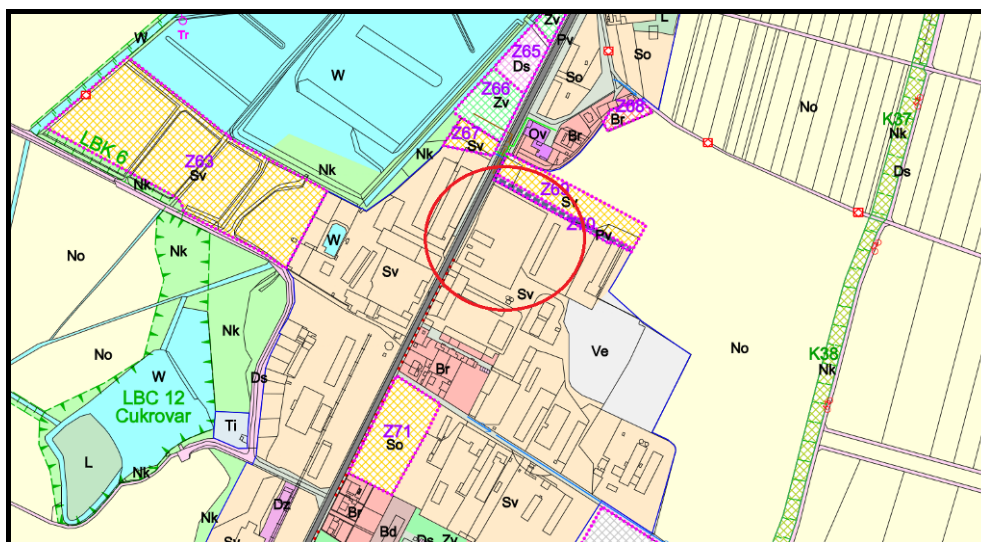 W
Tr
W
Zv
L
Z65
Pv
Ds
So
So
Z66
Zv
Z68
Br
No
K37
Nk
Ds
LBK 6
Z63
Sv
Nk
Nk
Z67
Sv
Nk
Ov
Br
Z69
Sv
Z70
Pv
No
Nk
W
Sv
Sv
Nk
No
W
Ds
Br
Ve
No
K38
Nk
LBC 12
Cukrovar
Ti
Z71
So
L
Nk
Sv
Dz
Nk
Br
Bd
Ds
Zv
Sv